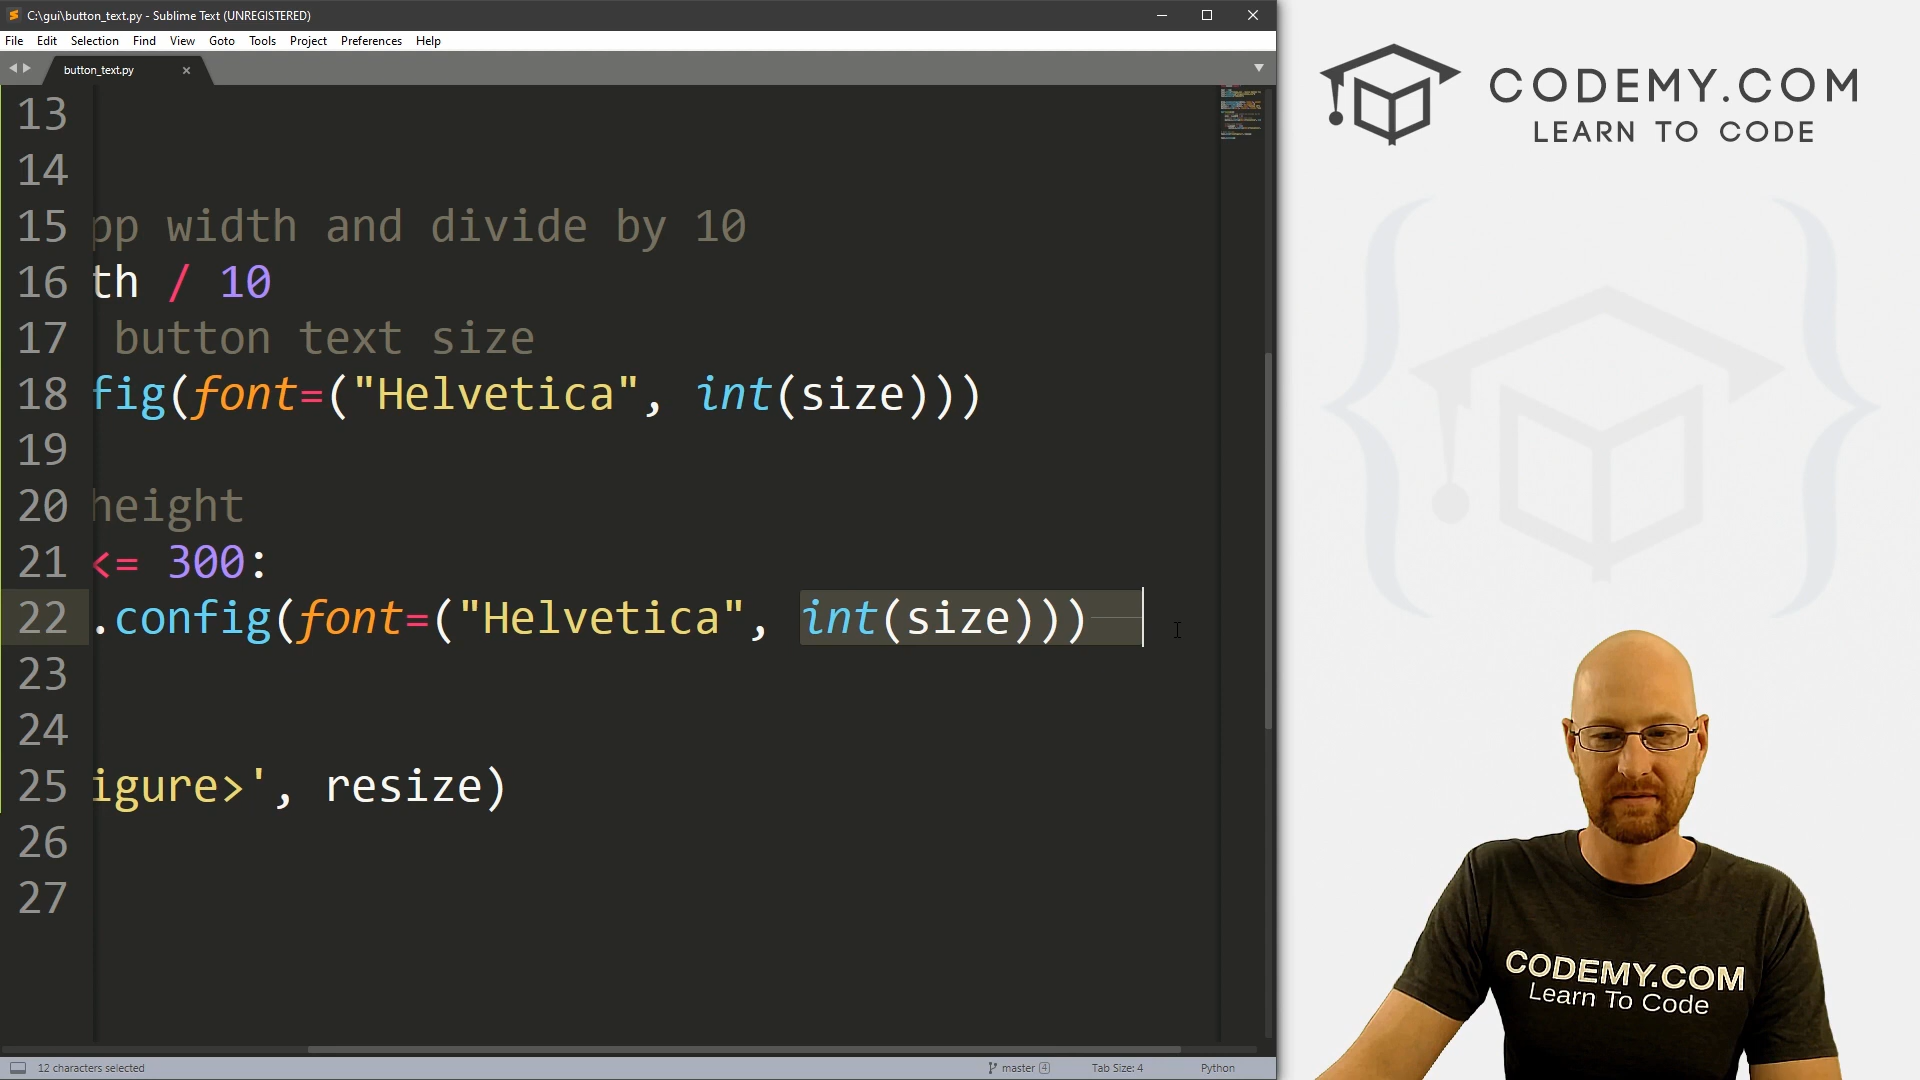 C:\gui\button_text.py - Sublime Text (UNREGISTERED)
File Edit Selection Find View Goto Tools Project Preferences Help
button_text.py
13
14
15 pp width and divide by 10
16 th / 10
17 button text size
18 fig(font=("Helvetica", int(size)))
19
20 height
21 <= 300:
22 .config(font=("Helvetica", int(size)))
23
24
25 igure>', resize)
26
27
12 characters selected
master 4
Tab Size: 4
Python
CODEMY.COM
LEARN TO CODE
CODEMY.COM
Learn To Code